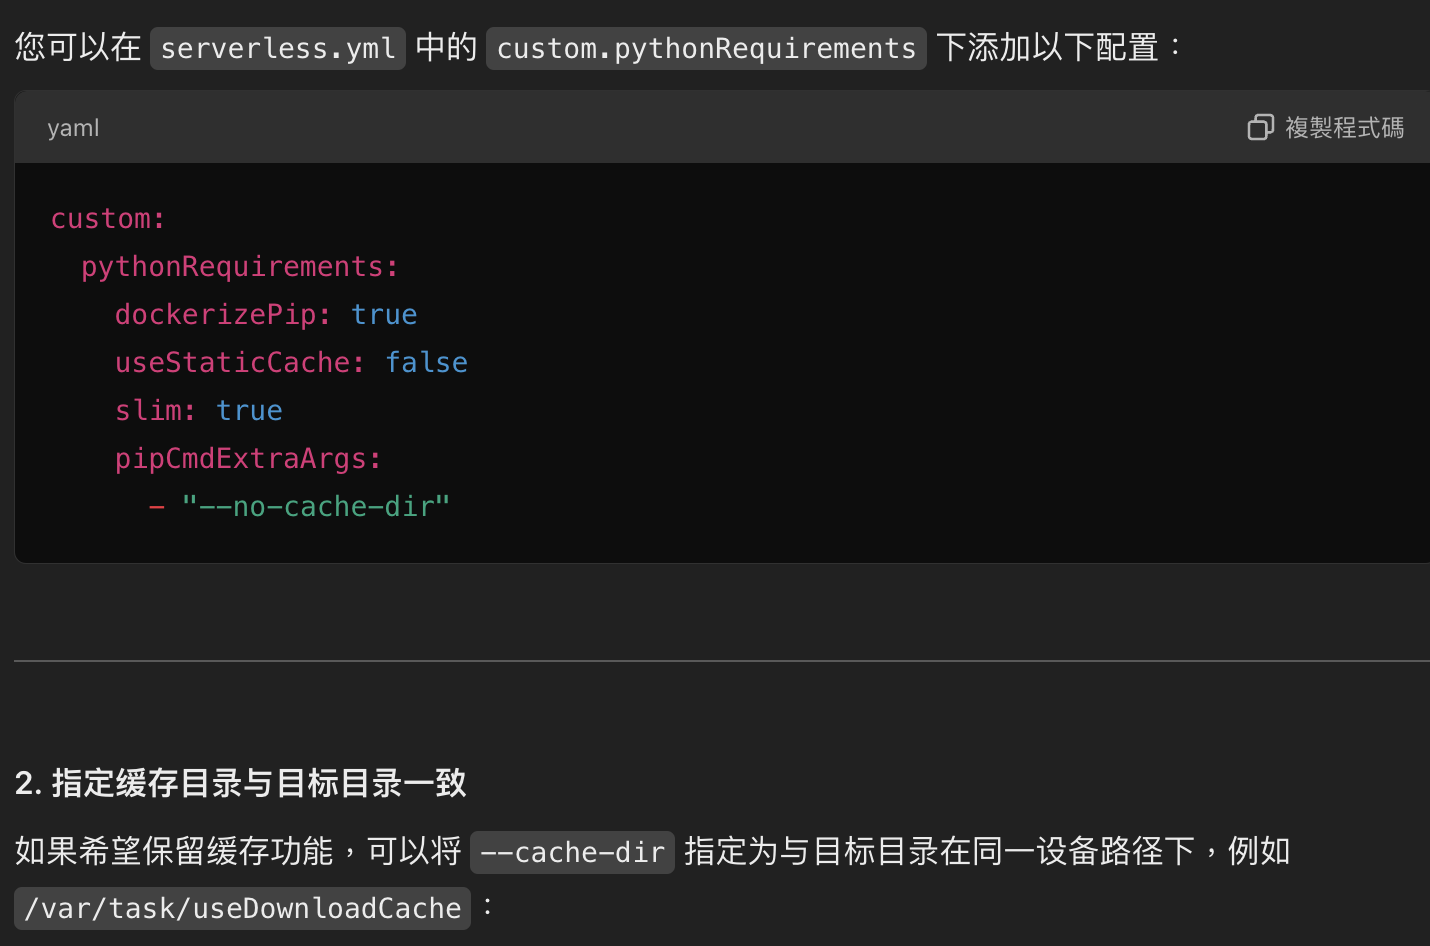 您可以在 serverless.yml 中的 custom.pythonRequirements 下添加以下配置：
yaml
複製程式碼
custom:
  pythonRequirements:
    dockerizePip: true
    useStaticCache: false
    slim: true
    pipCmdExtraArgs:
      - "--no-cache-dir"
2. 指定缓存目录与目标目录一致
如果希望保留缓存功能，可以将 --cache-dir 指定为与目标目录在同一设备路径下，例如
/var/task/useDownloadCache：